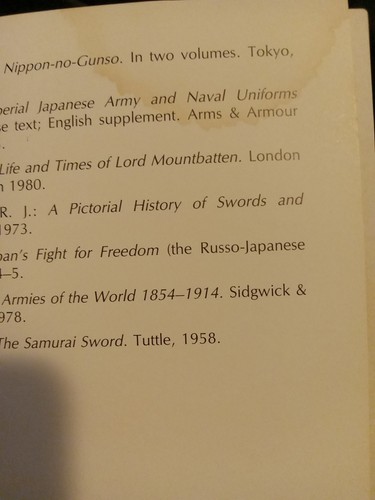 Nippon-no-Gunso. In two volumes. Tokyo,
perial Japanese Army and Naval Uniforms
se text; English supplement. Arms & Armour
.
Life and Times of Lord Mountbatten. London
n 1980.
R. J.: A Pictorial History of Swords and
1973.
pan's Fight for Freedom (the Russo-Japanese
4–5.
Armies of the World 1854–1914. Sidgwick &
978.
The Samurai Sword. Tuttle, 1958.